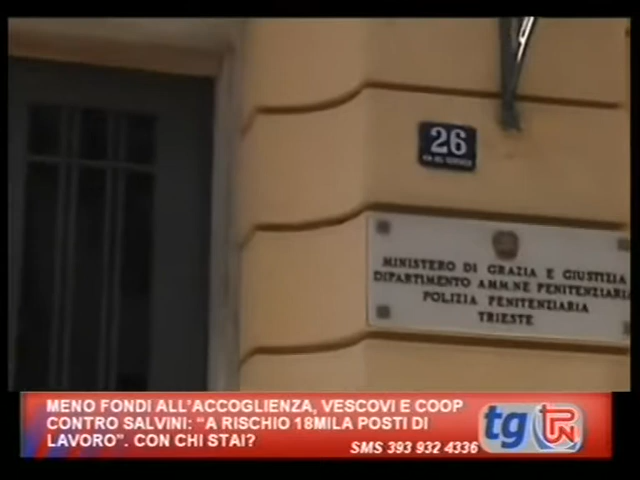 26
MINISTERO DI GRAZIA E GIUSTIZIA
DIPARTIMENTO AMM.NE PENITENZIARIA
POLIZIA PENITENZIARIA
TRIESTE
MENO FONDI ALL'ACCOGLIENZA, VESCOVI E COOP
CONTRO SALVINI: "A RISCHIO 18MILA POSTI DI
LAVORO". CON CHI STAI?
SMS 393 932 4336
tg